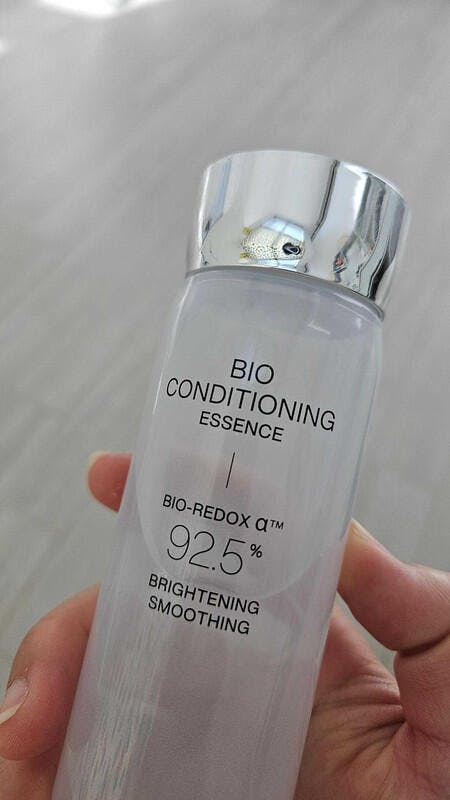 BIO
CONDITIONING
ESSENCE
BIO-REDOX α™
92.5%
BRIGHTENING
SMOOTHING